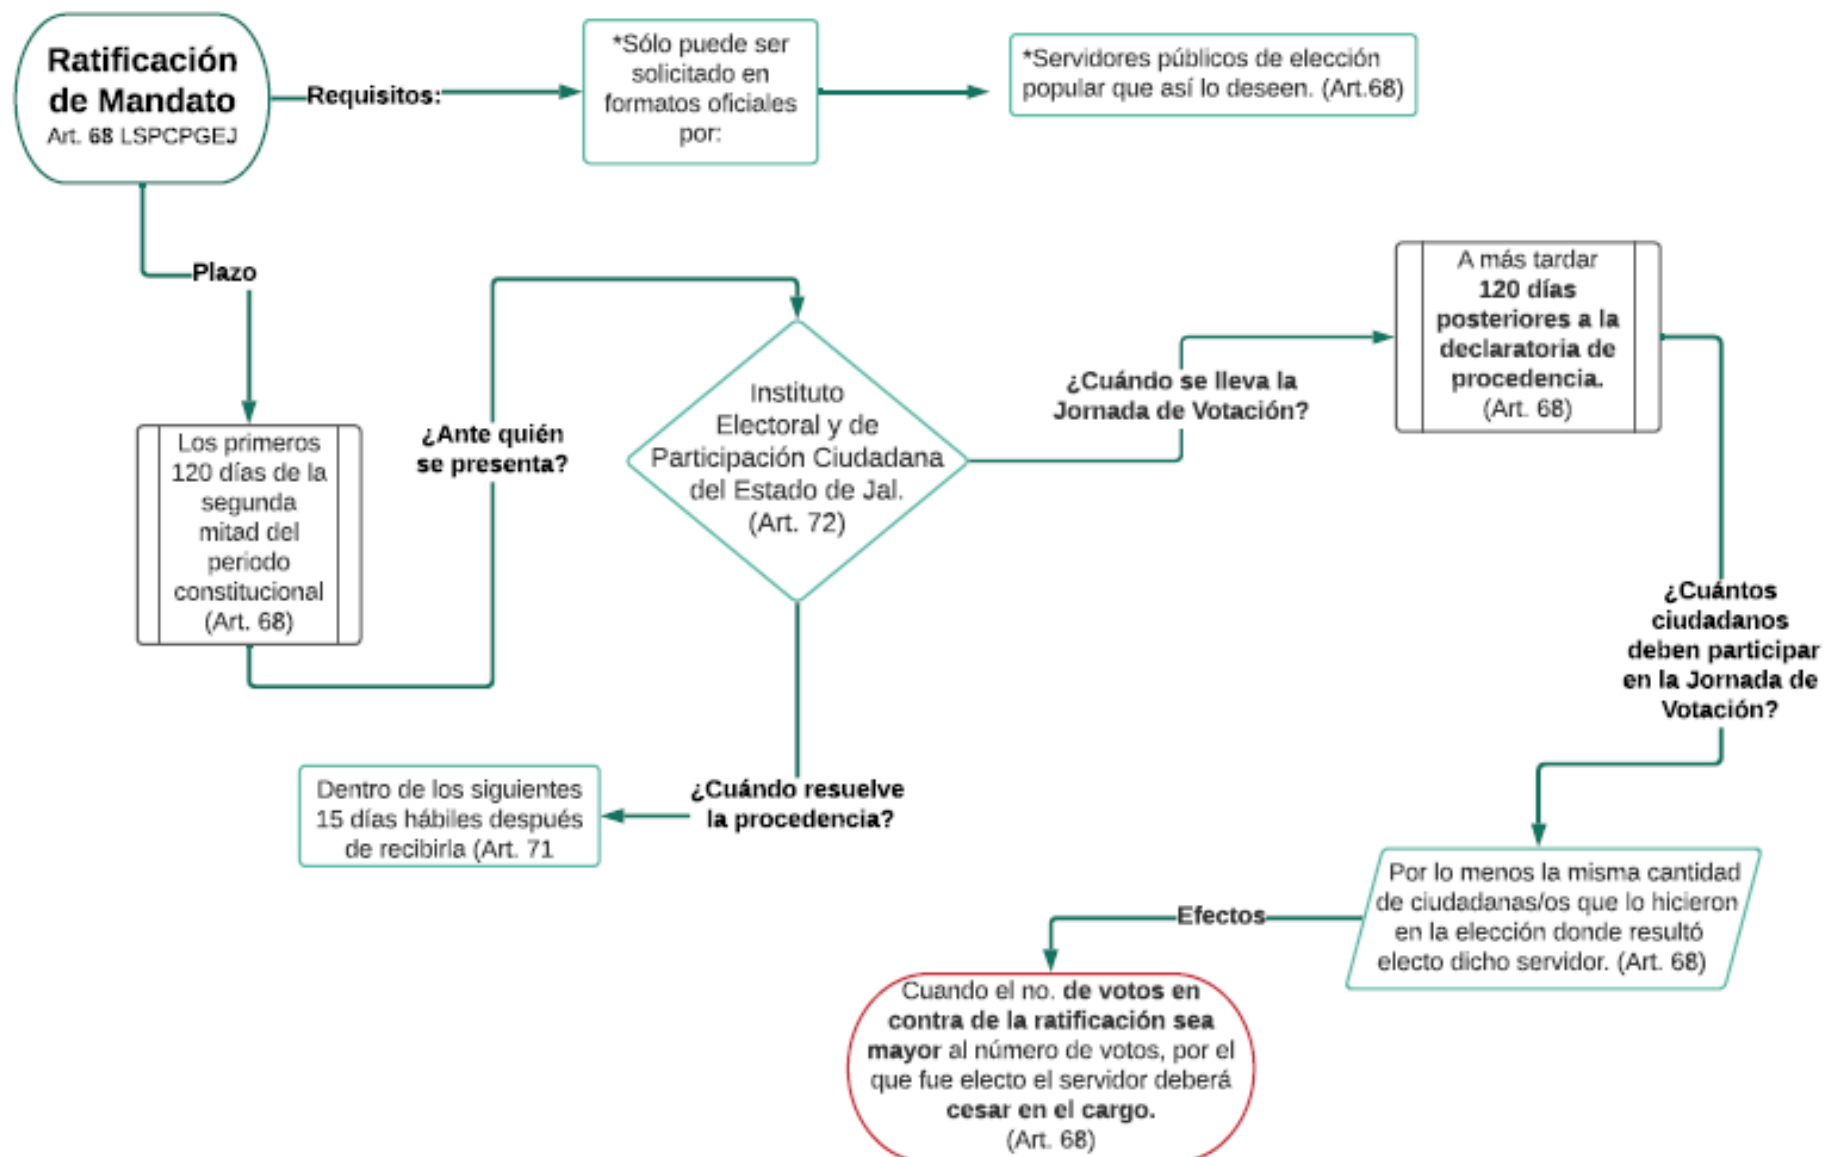 Ratificación
de Mandato
Art. 68 LSPCPGEJ
Requisitos:
*Sólo puede ser
solicitado en
formatos oficiales
por:
*Servidores públicos de elección
popular que así lo deseen. (Art.68)
Plazo
Los primeros
120 días de la
segunda
mitad del
periodo
constitucional
(Art. 68)
¿Ante quién
se presenta?
Instituto
Electoral y de
Participación Ciudadana
del Estado de Jal.
(Art. 72)
¿Cuándo se lleva la
Jornada de Votación?
A más tardar
120 días
posteriores a la
declaratoria de
procedencia.
(Art. 68)
¿Cuántos
ciudadanos
deben participar
en la Jornada de
Votación?
¿Cuándo resuelve
la procedencia?
Dentro de los siguientes
15 días hábiles después
de recibirla (Art. 71
Por lo menos la misma cantidad
de ciudadanas/os que lo hicieron
en la elección donde resultó
electo dicho servidor. (Art. 68)
Efectos
Cuando el no. de votos en
contra de la ratificación sea
mayor al número de votos, por el
que fue electo el servidor deberá
cesar en el cargo.
(Art. 68)